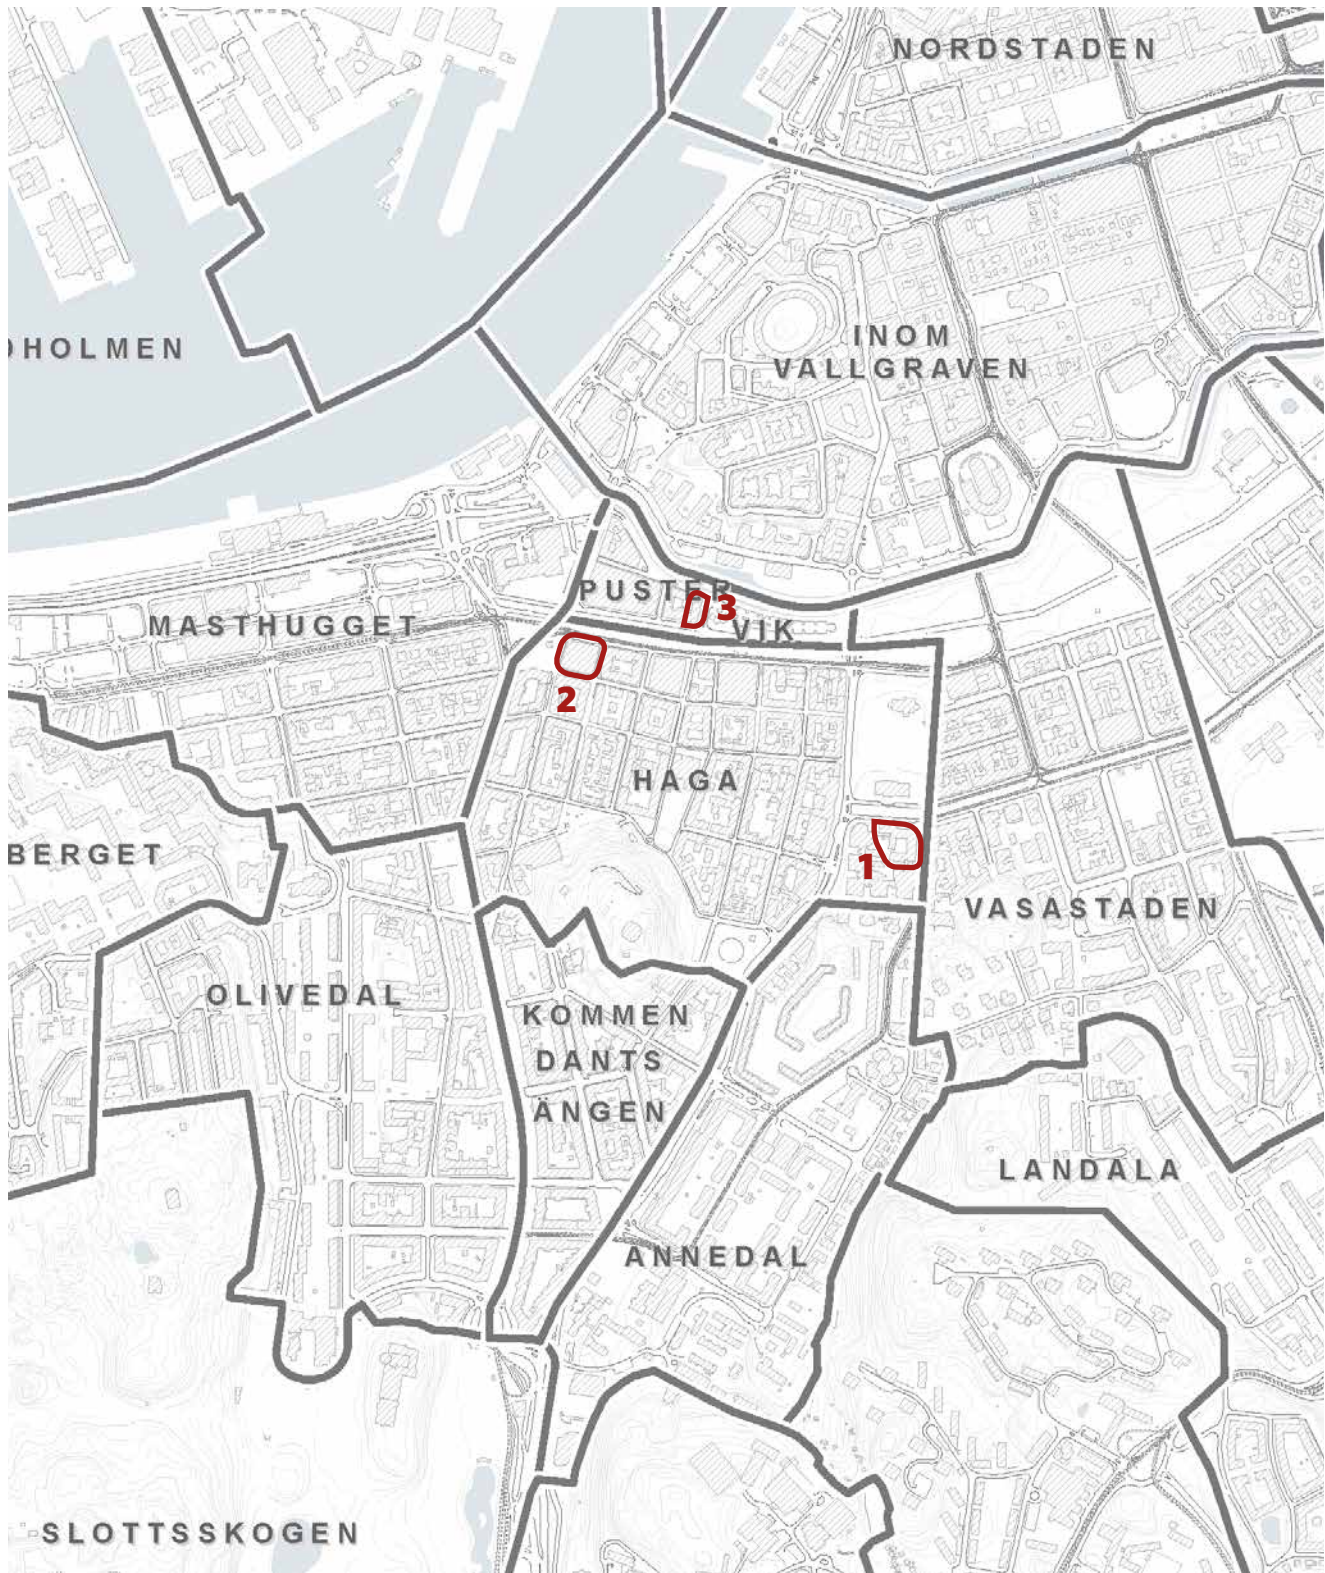 NORDSTADEN
INOM
VALLGRAVEN
DHOLMEN
PUSTER
3
VIK
MASTHUGGET
2
HAGA
BERGET
1
VASASTADEN
OLIVEDAL
KOMMEN
DANTS
ÄNGEN
LANDALA
ANNEDAL
SLOTTSSKOGEN